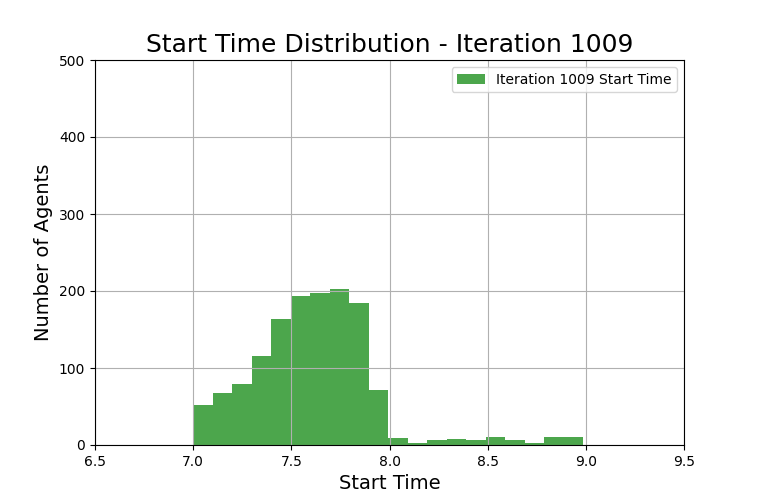 Start Time Distribution - Iteration 1009
Iteration 1009 Start Time
Number of Agents
500
400
300
200
100
0
6.5 7.0 7.5 8.0 8.5 9.0 9.5
Start Time